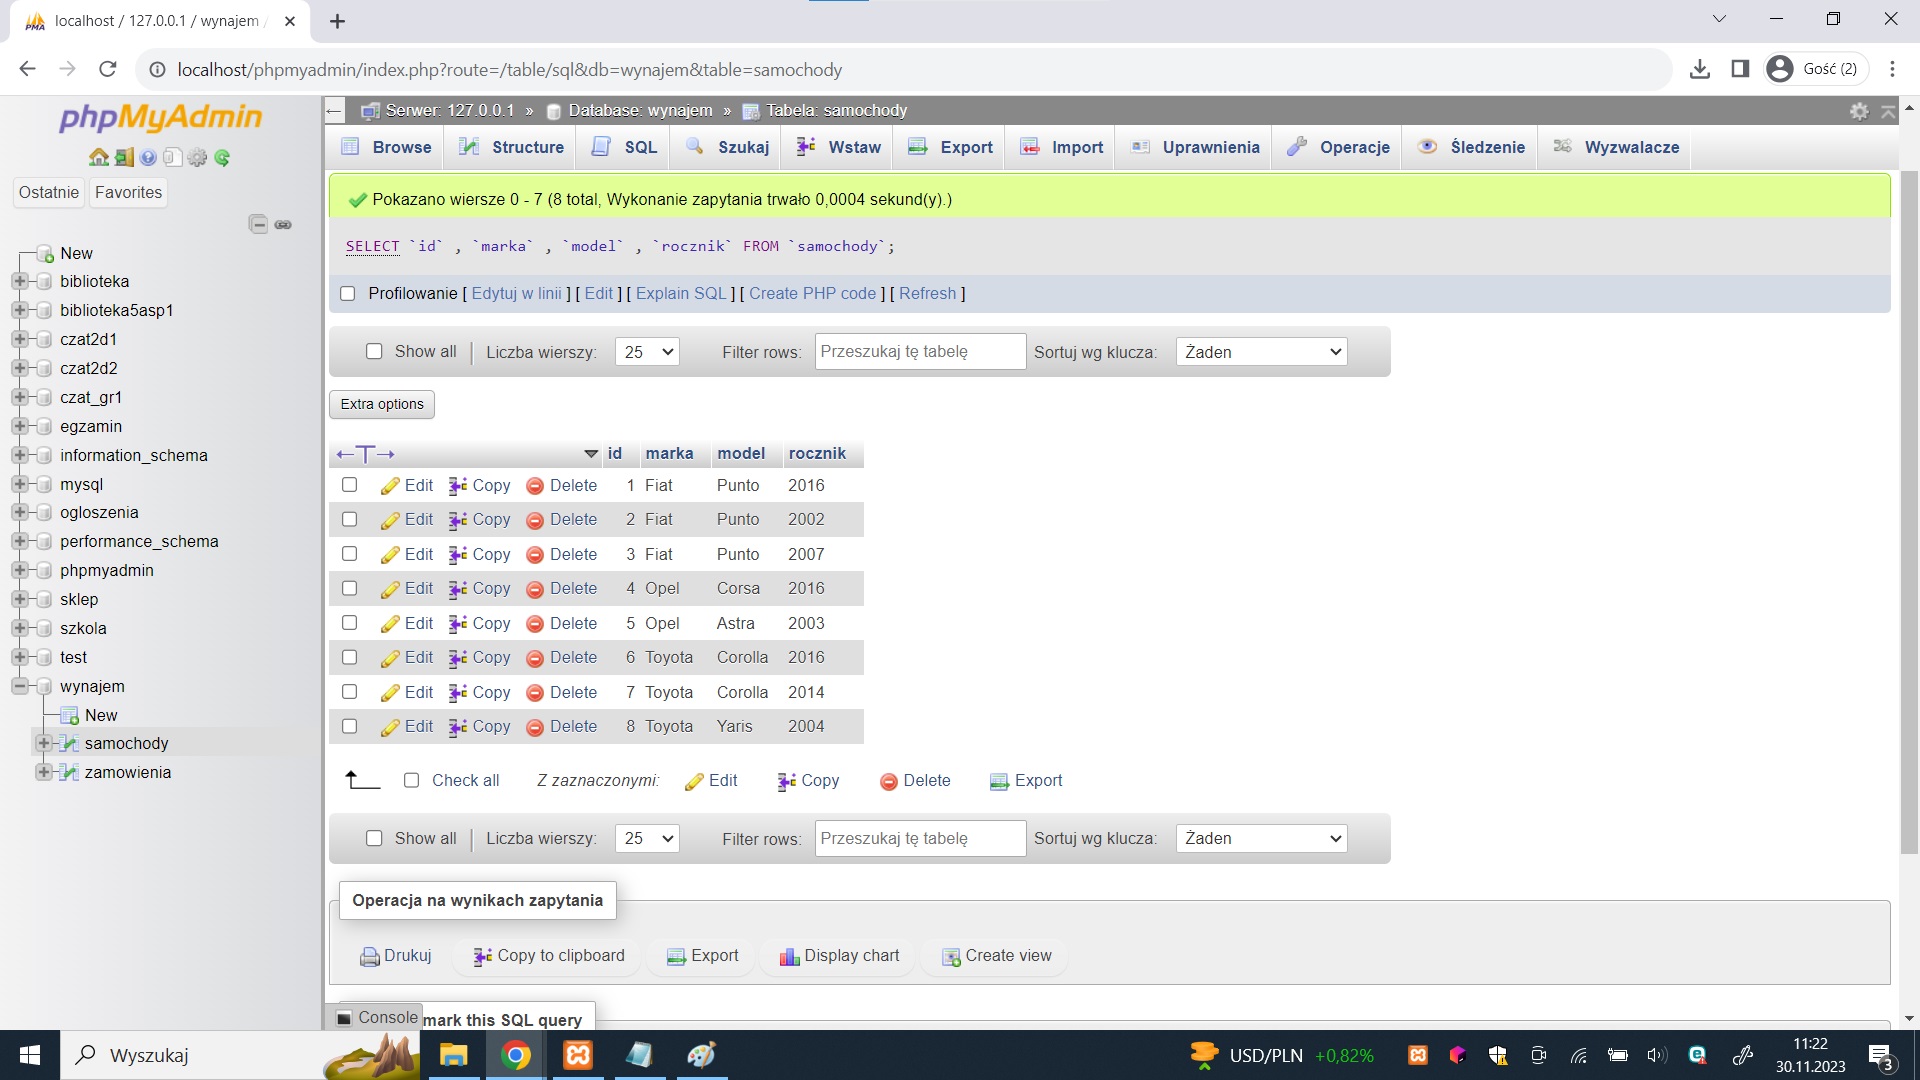 localhost / 127.0.0.1 / wynajem /
localhost/phpmyadmin/index.php?route=/table/sql&db=wynajem&table=samochody
Gość (2)
phpMyAdmin
Ostatnie Favorites
New
biblioteka
biblioteka5asp1
czat2d1
czat2d2
czat_gr1
egzamin
information_schema
mysql
ogloszenia
performance_schema
phpmyadmin
sklep
szkola
test
wynajem
New
samochody
zamowienia
Serwer: 127.0.0.1 » Database: wynajem » Tabela: samochody
Browse Structure SQL Szukaj Wstaw Export Import Uprawnienia Operacje Śledzenie Wyzwalacze
Pokazano wiersze 0 - 7 (8 total, Wykonanie zapytania trwało 0,0004 sekund(y).)
SELECT `id` , `marka` , `model` , `rocznik` FROM `samochody`;
Profilowanie [ Edytuj w linii ] [ Edit ] [ Explain SQL ] [ Create PHP code ] [ Refresh ]
Show all | Liczba wierszy: 25 Filter rows: Przeszukaj tę tabelę Sortuj wg klucza: Żaden
Extra options
←T→ id marka model rocznik
Edit Copy Delete 1 Fiat Punto 2016
Edit Copy Delete 2 Fiat Punto 2002
Edit Copy Delete 3 Fiat Punto 2007
Edit Copy Delete 4 Opel Corsa 2016
Edit Copy Delete 5 Opel Astra 2003
Edit Copy Delete 6 Toyota Corolla 2016
Edit Copy Delete 7 Toyota Corolla 2014
Edit Copy Delete 8 Toyota Yaris 2004
Check all Z zaznaczonymi: Edit Copy Delete Export
Show all | Liczba wierszy: 25 Filter rows: Przeszukaj tę tabelę Sortuj wg klucza: Żaden
Operacja na wynikach zapytania
Drukuj Copy to clipboard Export Display chart Create view
Console mark this SQL query
Wyszukaj
USD/PLN +0,82%
11:22
30.11.2023
3